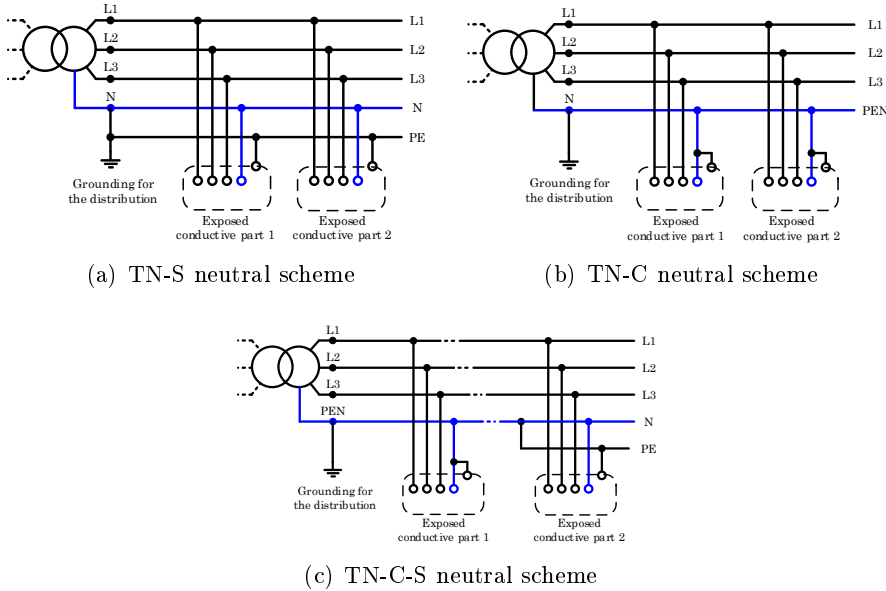 L1
L1
L2
L2
L3
L3
N
N
PE
Grounding for
the distribution
Exposed
conductive part 1
Exposed
conductive part 2
(a) TN-S neutral scheme
L1
L1
L2
L2
L3
L3
N
PEN
Grounding for
the distribution
Exposed
conductive part 1
Exposed
conductive part 2
(b) TN-C neutral scheme
L1
L1
L2
L2
L3
L3
PEN
N
PE
Grounding for
the distribution
Exposed
conductive part 1
Exposed
conductive part 2
(c) TN-C-S neutral scheme